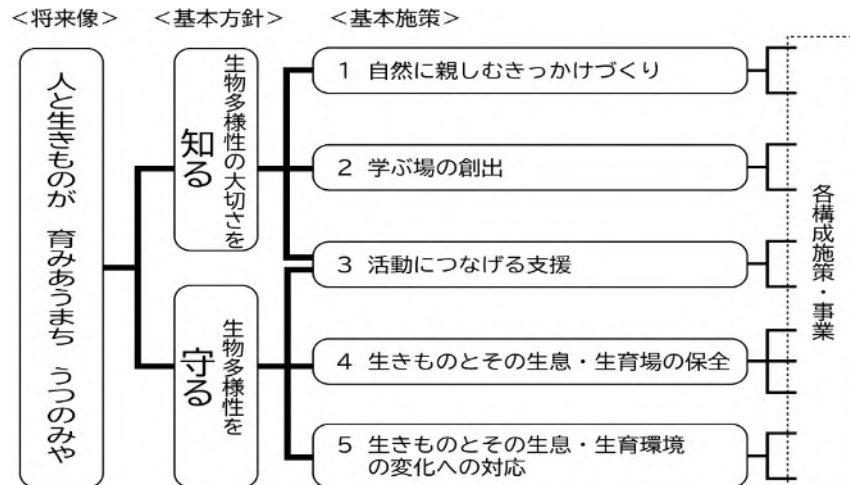 ＜将来像＞
＜基本方針＞
＜基本施策＞
人と生きものが 育みあうまち うつのみや
生物多様性の大切さを
知る
生物多様性を
守る
1 自然に親しむきっかけづくり
2 学ぶ場の創出
3 活動につなげる支援
4 生きものとその生息・生育場の保全
5 生きものとその生息・生育環境
の変化への対応
各構成施策・事業